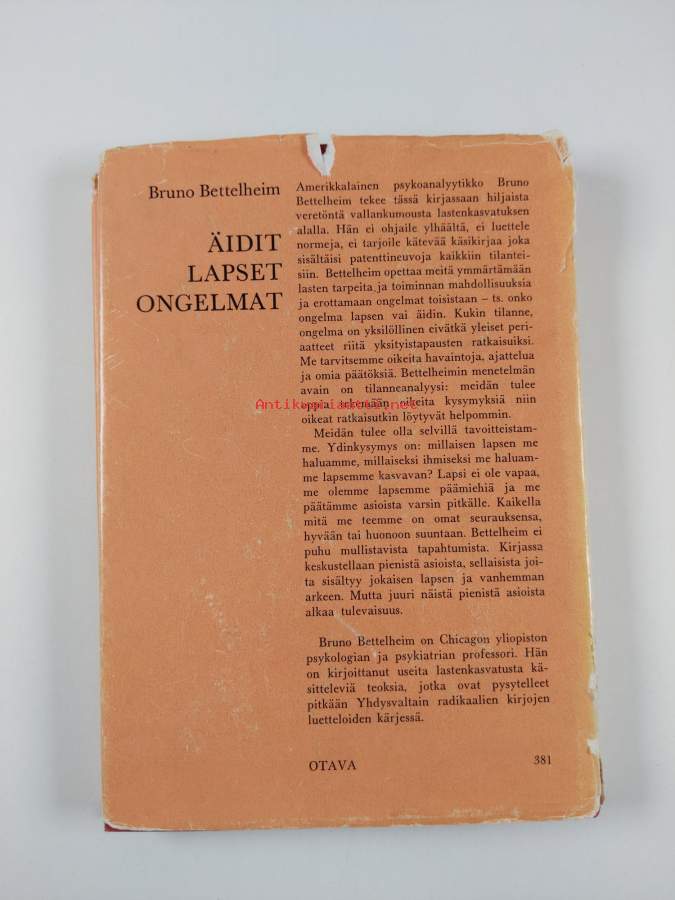 Bruno Bettelheim
ÄIDIT
LAPSET
ONGELMAT
Amerikkalainen psykoanalyytikko Bruno
Bettelheim tekee tässä kirjassaan hiljaista
veretöntä vallankumousta lastenkasvatuksen
alalla. Hän ei ohjaile ylhäältä, ei luettele
normeja, ei tarjoile kätevää käsikirjaa joka
sisältäisi patenttineuvoja kaikkiin tilantei-
siin. Bettelheim opettaa meitä ymmärtämään
lasten tarpeita ja toiminnan mahdollisuuksia
ja erottamaan ongelmat toisistaan – ts. onko
ongelma lapsen vai äidin. Kukin tilanne,
ongelma on yksilöllinen eivätkä yleiset peri-
aatteet riitä yksityistapausten ratkaisuiksi.
Me tarvitsemme oikeita havaintoja, ajattelua
ja omia päätöksiä. Bettelheimin menetelmän
avain on tilanneanalyysi: meidän tulee
oppia tekemään oikeita kysymyksiä niin
Antikvariaatti.net
oikeat ratkaisutkin löytyvät helpommin.
Meidän tulee olla selvillä tavoitteistam-
me. Ydinkysymys on: millaisen lapsen me
haluamme, millaiseksi ihmiseksi me haluam-
me lapsemme kasvavan? Lapsi ei ole vapaa,
me olemme lapsemme päämiehiä ja me
päätämme asioista varsin pitkälle. Kaikella
mitä me teemme on omat seurauksensa,
hyvään tai huonoon suuntaan. Bettelheim ei
puhu mullistavista tapahtumista. Kirjassa
keskustellaan pienistä asioista, sellaisista joi-
ta sisältyy jokaisen lapsen ja vanhemman
arkeen. Mutta juuri näistä pienistä asioista
alkaa tulevaisuus.
Bruno Bettelheim on Chicagon yliopiston
psykologian ja psykiatrian professori. Hän
on kirjoittanut useita lastenkasvatusta kä-
sitteleviä teoksia, jotka ovat pysytelleet
pitkään Yhdysvaltain radikaalien kirjojen
luetteloiden kärjessä.
OTAVA
381